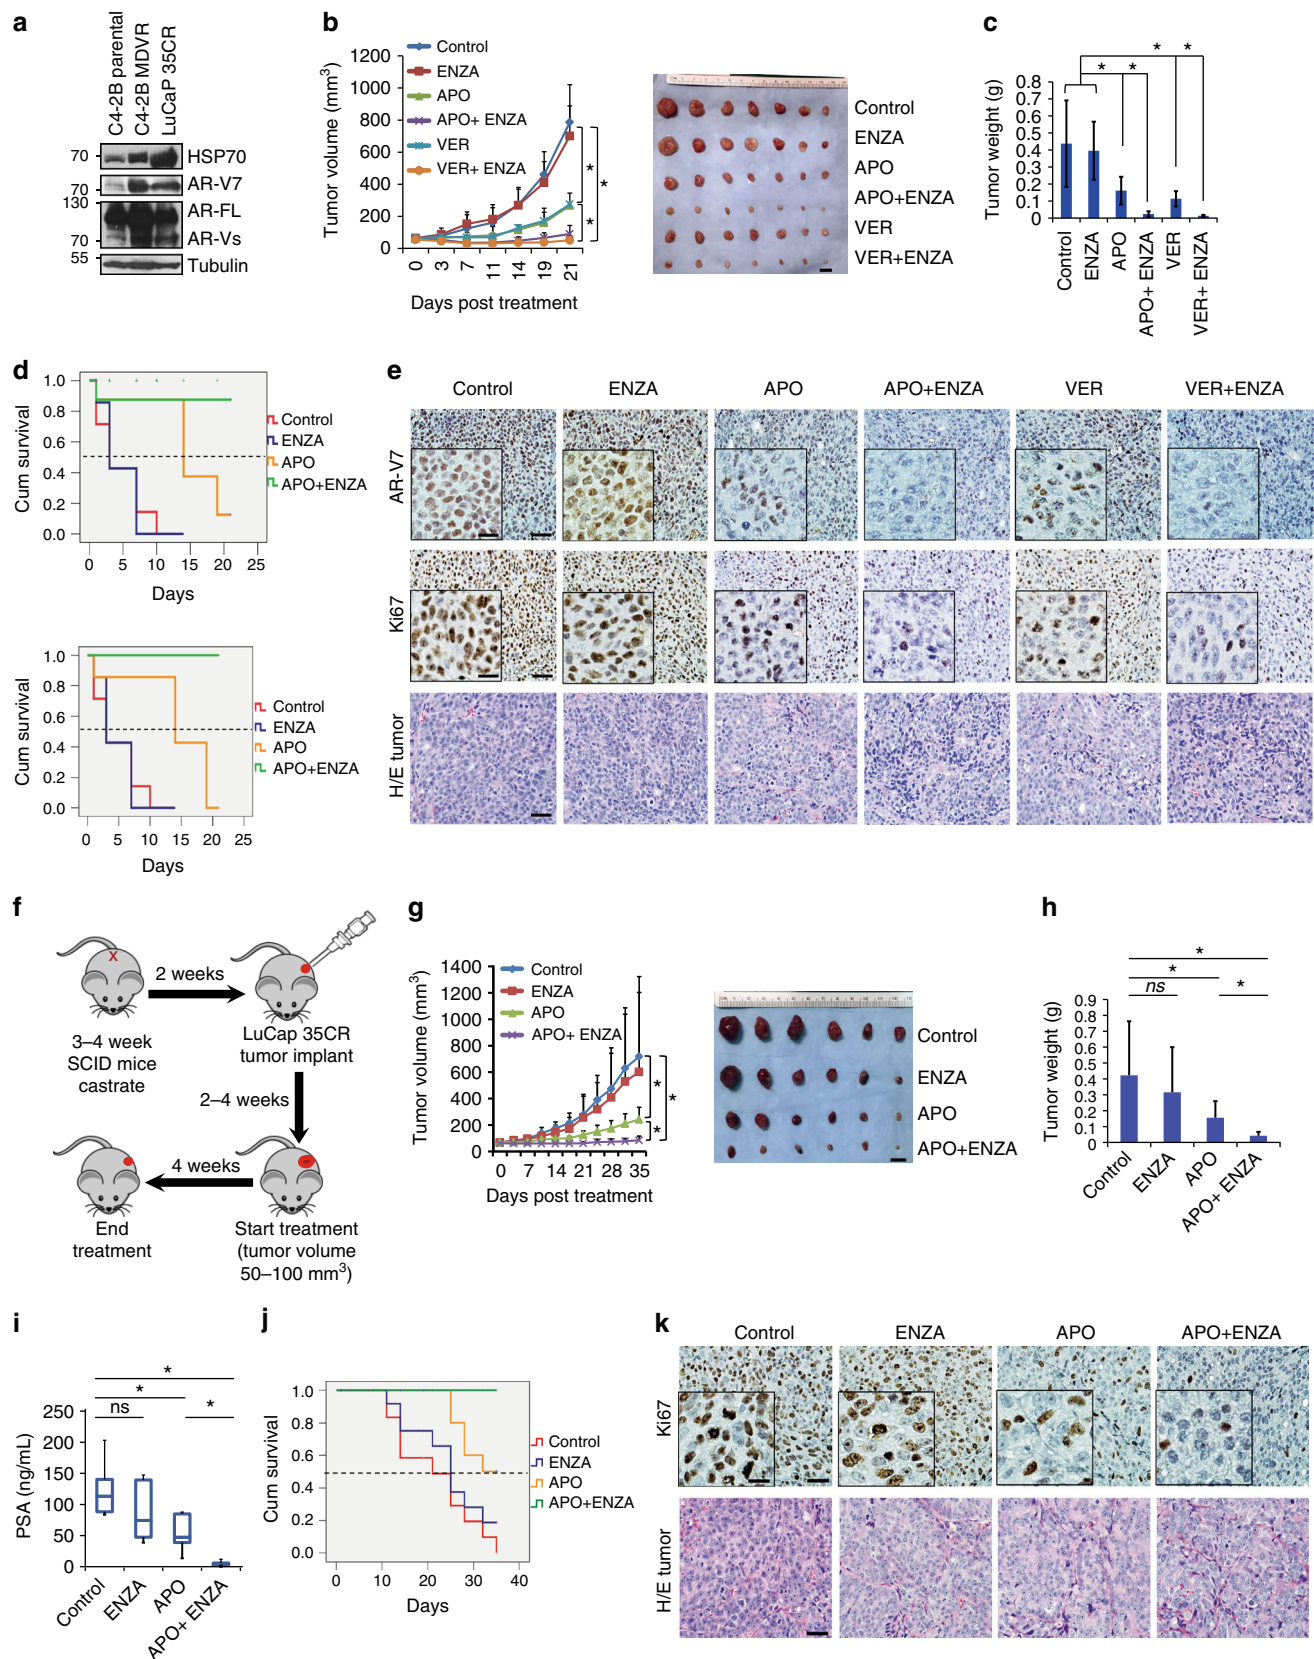 a
C4-2B parental
C4-2B MDVR
LuCaP 35CR
70
HSP70
70
AR-V7
130
AR-FL
70
AR-Vs
55
Tubulin
b
Tumor volume (mm3)
1200
1000
800
600
400
200
0
Control
ENZA
APO
APO+ ENZA
VER
VER+ ENZA
*
*
*
0 3 7 11 14 19 21
Days post treatment
Control
ENZA
APO
APO+ENZA
VER
VER+ENZA
c
* *
* *
Tumor weight (g)
0.8
0.7
0.6
0.5
0.4
0.3
0.2
0.1
0
Control
ENZA
APO
APO+ ENZA
VER
VER+ ENZA
d
Cum survival
1.0
0.8
0.6
0.4
0.2
0.0
Control
ENZA
APO
APO+ENZA
0 5 10 15 20 25
Days
Cum survival
1.0
0.8
0.6
0.4
0.2
0.0
Control
ENZA
APO
APO+ENZA
0 5 10 15 20 25
Days
e
Control ENZA APO APO+ENZA VER VER+ENZA
AR-V7
Ki67
H/E tumor
f
X
2 weeks
3–4 week
SCID mice
castrate
LuCap 35CR
tumor implant
2–4 weeks
4 weeks
End
treatment
Start treatment
(tumor volume
50–100 mm3)
g
Tumor volume (mm3)
1400
1200
1000
800
600
400
200
0
Control
ENZA
APO
APO+ ENZA
*
*
*
0 7 14 21 28 35
Days post treatment
Control
ENZA
APO
APO+ENZA
h
*
*
ns *
Tumor weight (g)
0.9
0.8
0.7
0.6
0.5
0.4
0.3
0.2
0.1
0
Control
ENZA
APO
APO+ ENZA
i
*
*
ns *
PSA (ng/mL)
250
200
150
100
50
0
Control
ENZA
APO
APO+ ENZA
j
Cum survival
1.0
0.8
0.6
0.4
0.2
0.0
Control
ENZA
APO
APO+ENZA
0 10 20 30 40
Days
k
Control ENZA APO APO+ENZA
Ki67
H/E tumor